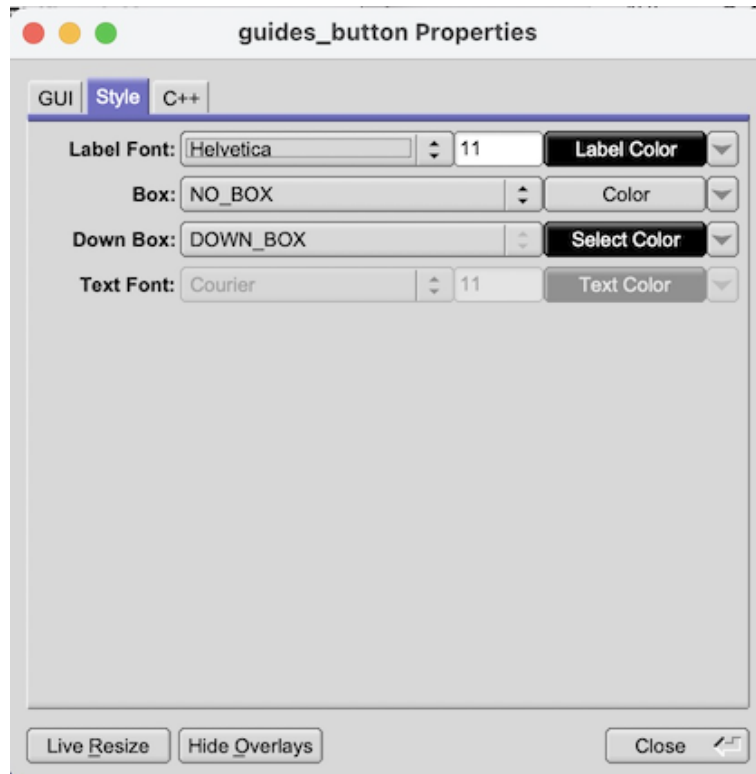 guides_button Properties
GUI Style C++
Label Font: Helvetica 11 Label Color
Box: NO_BOX Color
Down Box: DOWN_BOX Select Color
Text Font: Courier 11 Text Color
Live Resize Hide Overlays Close